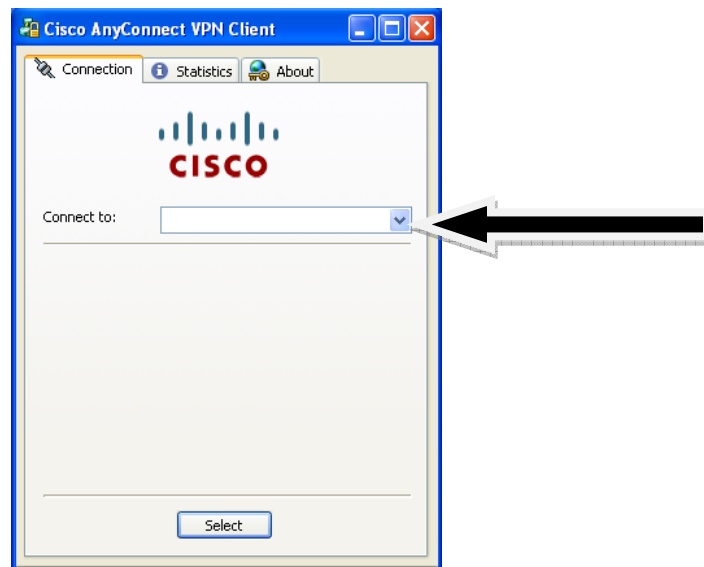 Cisco AnyConnect VPN Client
Connection Statistics About
CISCO
Connect to:
Select